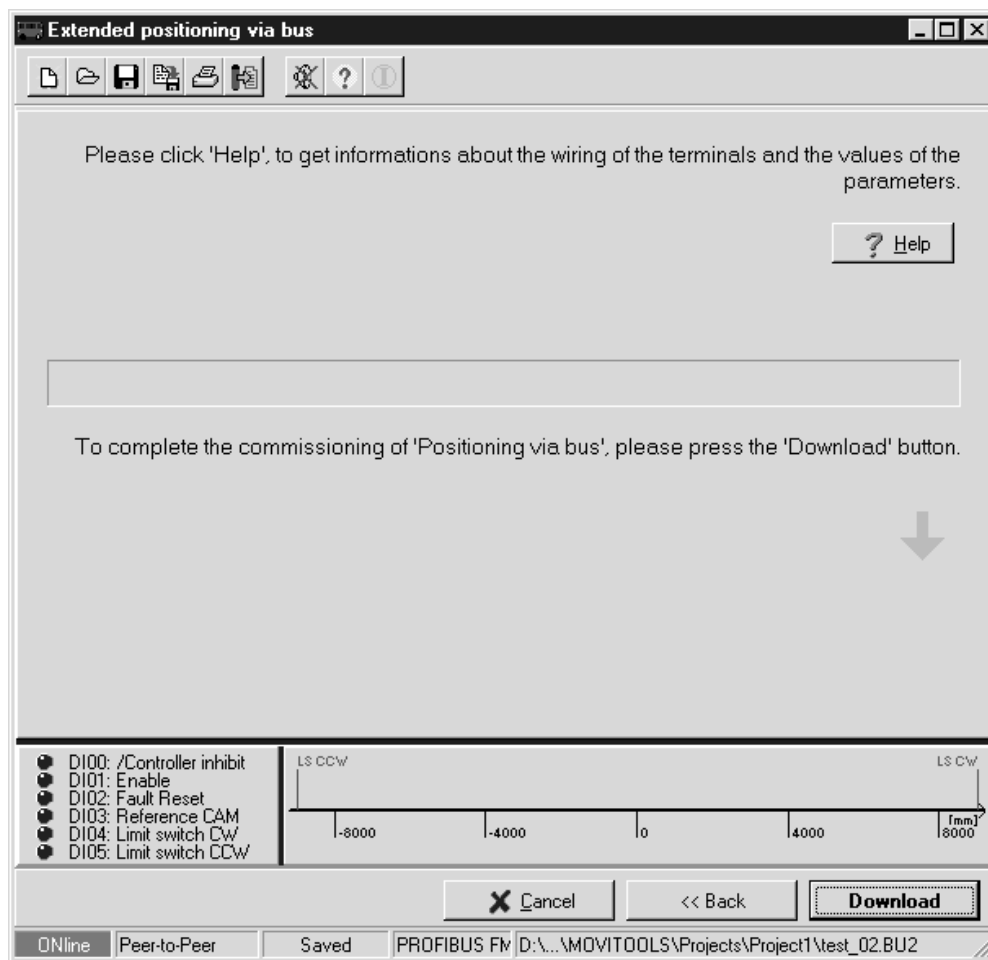 Extended positioning via bus
Please click 'Help', to get informations about the wiring of the terminals and the values of the
parameters.
? Help
To complete the commissioning of 'Positioning via bus', please press the 'Download' button.
DI00: /Controller inhibit
DI01: Enable
DI02: Fault Reset
DI03: Reference CAM
DI04: Limit switch CW
DI05: Limit switch CCW
LS CCW
LS CW
-8000
-4000
0
4000
8000
[mm]
Cancel
<< Back
Download
ONline
Peer-to-Peer
Saved
PROFIBUS FM
D:\...\MOVITOOLS\Projects\Project1\test_02.BU2